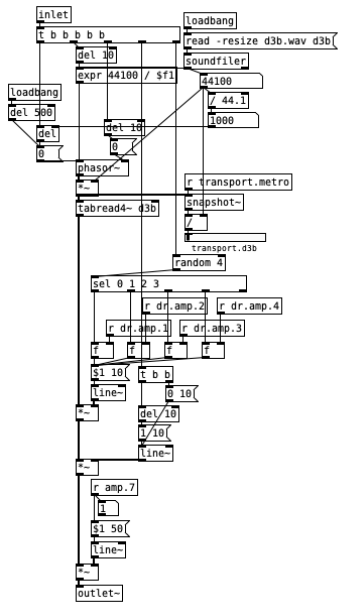 inlet
loadbang
t b b b b b
read -resize d3b.wav d3b
del 10
soundfiler
expr 44100 / $f1
44100
loadbang
/ 44.1
del 500
1000
del
del 10
0
0
phasor~
*~
r transport.metro
tabread4~ d3b
snapshot~
/
transport.d3b
random 4
sel 0 1 2 3
r dr.amp.2
r dr.amp.4
r dr.amp.1
r dr.amp.3
f
f
f
f
$1 10
t b b
line~
0 10
*~
del 10
1 10
line~
*~
r amp.7
1
$1 50
line~
*~
outlet~